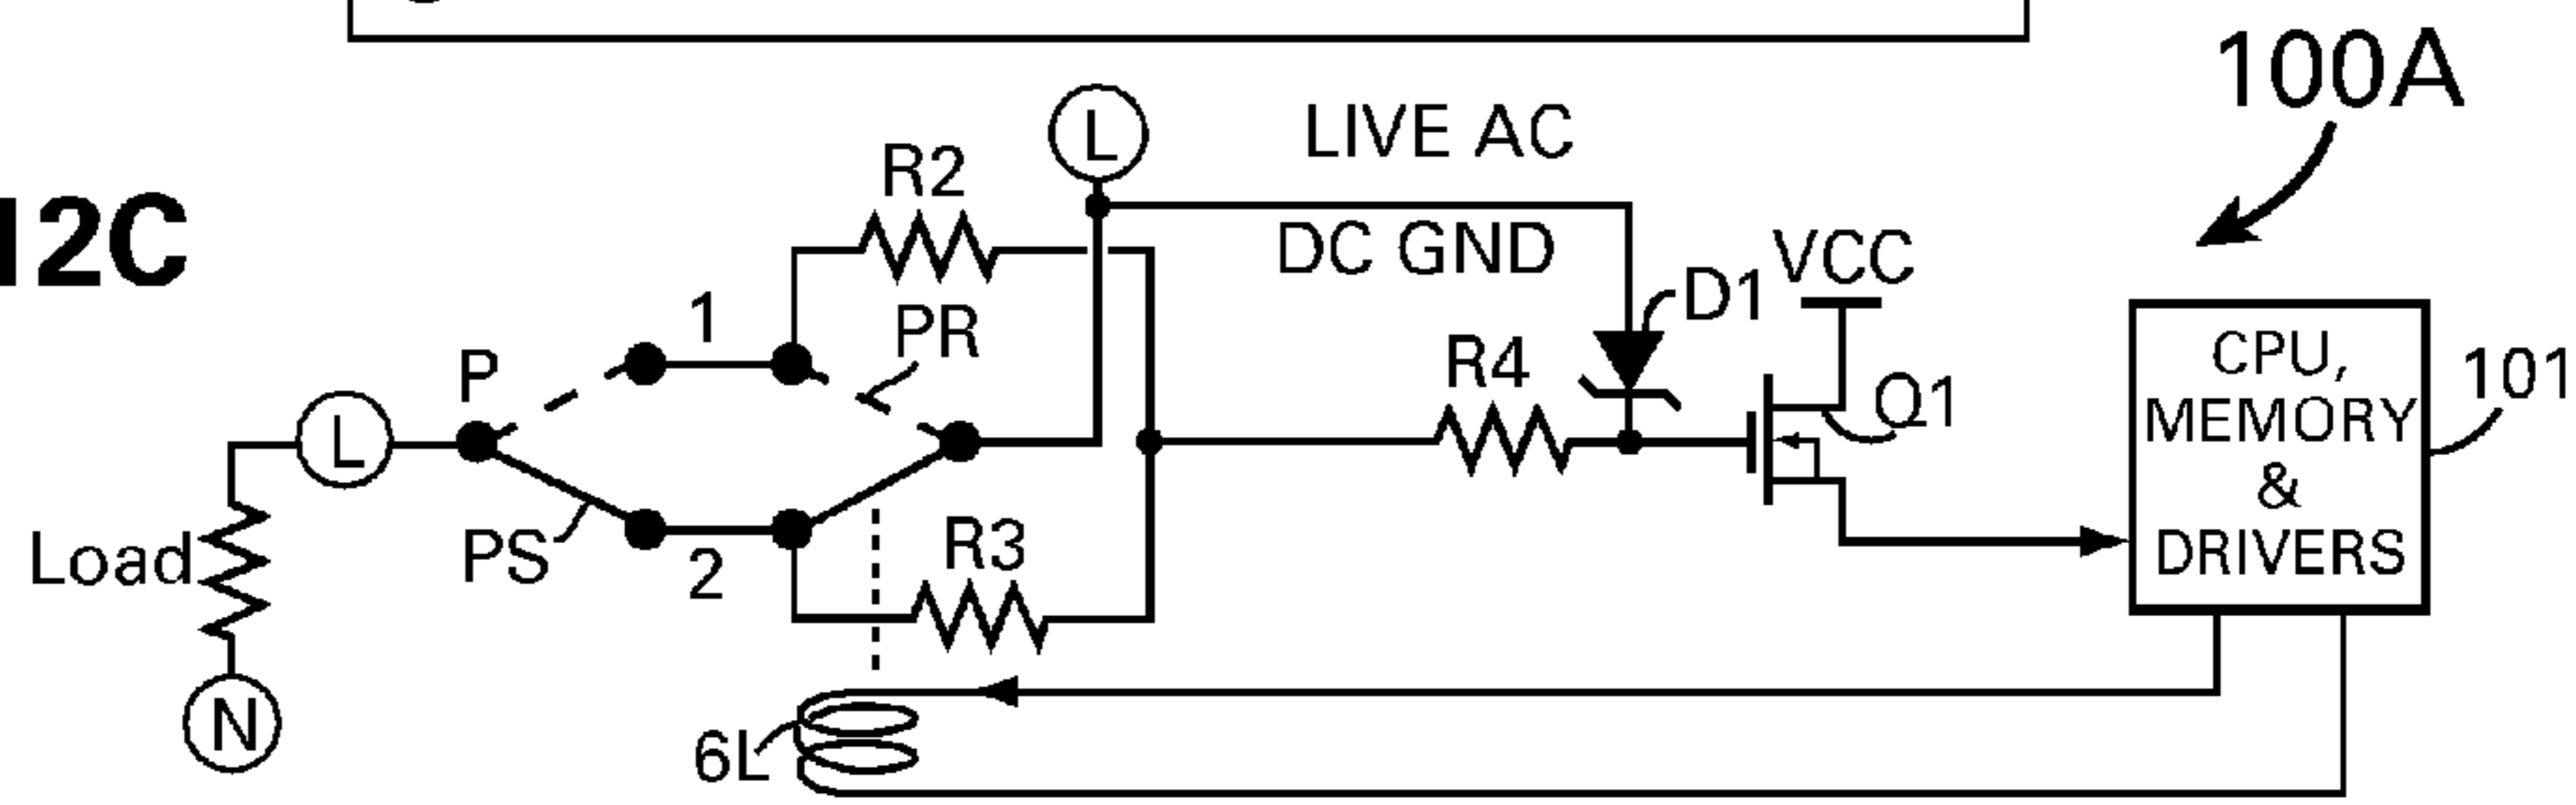 100A
12C
L
LIVE AC
R2
DC GND
D1
VCC
1
PR
P
R4
Q1
CPU,
MEMORY
&
DRIVERS
101
L
Load
PS
2
R3
N
6L